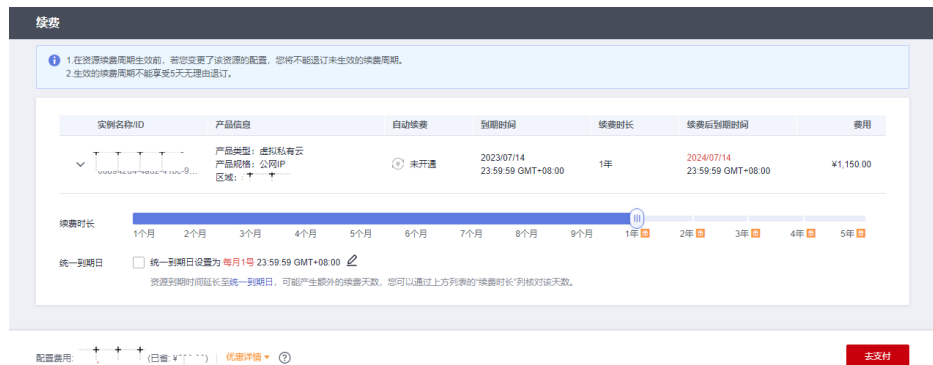 续费
1.在资源续费周期生效前，若您变更了该资源的配置，您将不能退订未生效的续费周期。
2.生效的续费周期不能享受5天无理由退订。
实例名称/ID 产品信息 自动续费 到期时间 续费时长 续费后到期时间 费用
产品类型：虚拟私有云
产品规格：公网IP
区域：
未开通
2023/07/14
23:59:59 GMT+08:00
1年
2024/07/14
23:59:59 GMT+08:00
¥1,150.00
续费时长
1个月 2个月 3个月 4个月 5个月 6个月 7个月 8个月 9个月 1年 惠 2年 惠 3年 惠 4年 惠 5年 惠
统一到期日 统一到期日设置为 每月1号 23:59:59 GMT+08:00
资源到期时间延长至统一到期日，可能产生额外的续费天数，您可以通过上方列表的“续费时长”列核对该天数。
配置费用: (已省: ¥ ) 优惠详情 ?
去支付